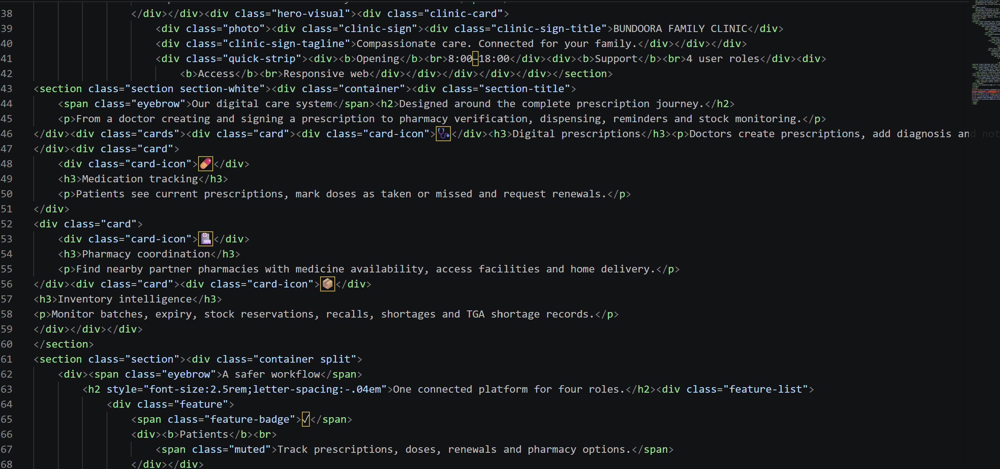 38 </div></div><div class="hero-visual"><div class="clinic-card">
39 <div class="photo"><div class="clinic-sign"><div class="clinic-sign-title">BUNDOORA FAMILY CLINIC</div>
40 <div class="clinic-sign-tagline">Compassionate care. Connected for your family.</div></div></div>
41 <div class="quick-strip"><div><b>Opening</b><br>8:00–18:00</div><div><b>Support</b><br>4 user roles</div><div>
42 <b>Access</b><br>Responsive web</div></div></div></div></div></section>
43 <section class="section section-white"><div class="container"><div class="section-title">
44 <span class="eyebrow">Our digital care system</span><h2>Designed around the complete prescription journey.</h2>
45 <p>From a doctor creating and signing a prescription to pharmacy verification, dispensing, reminders and stock monitoring.</p>
46 </div><div class="cards"><div class="card"><div class="card-icon">🩺</div><h3>Digital prescriptions</h3><p>Doctors create prescriptions, add diagnosis and not
47 </div><div class="card">
48 <div class="card-icon">💊</div>
49 <h3>Medication tracking</h3>
50 <p>Patients see current prescriptions, mark doses as taken or missed and request renewals.</p>
51 </div>
52 <div class="card">
53 <div class="card-icon">🏥</div>
54 <h3>Pharmacy coordination</h3>
55 <p>Find nearby partner pharmacies with medicine availability, access facilities and home delivery.</p>
56 </div><div class="card"><div class="card-icon">📦</div>
57 <h3>Inventory intelligence</h3>
58 <p>Monitor batches, expiry, stock reservations, recalls, shortages and TGA shortage records.</p>
59 </div></div></div>
60 </section>
61 <section class="section"><div class="container split">
62 <div><span class="eyebrow">A safer workflow</span>
63 <h2 style="font-size:2.5rem;letter-spacing:-.04em">One connected platform for four roles.</h2><div class="feature-list">
64 <div class="feature">
65 <span class="feature-badge">✓</span>
66 <div><b>Patients</b><br>
67 <span class="muted">Track prescriptions, doses, renewals and pharmacy options.</span>
68 </div></div>